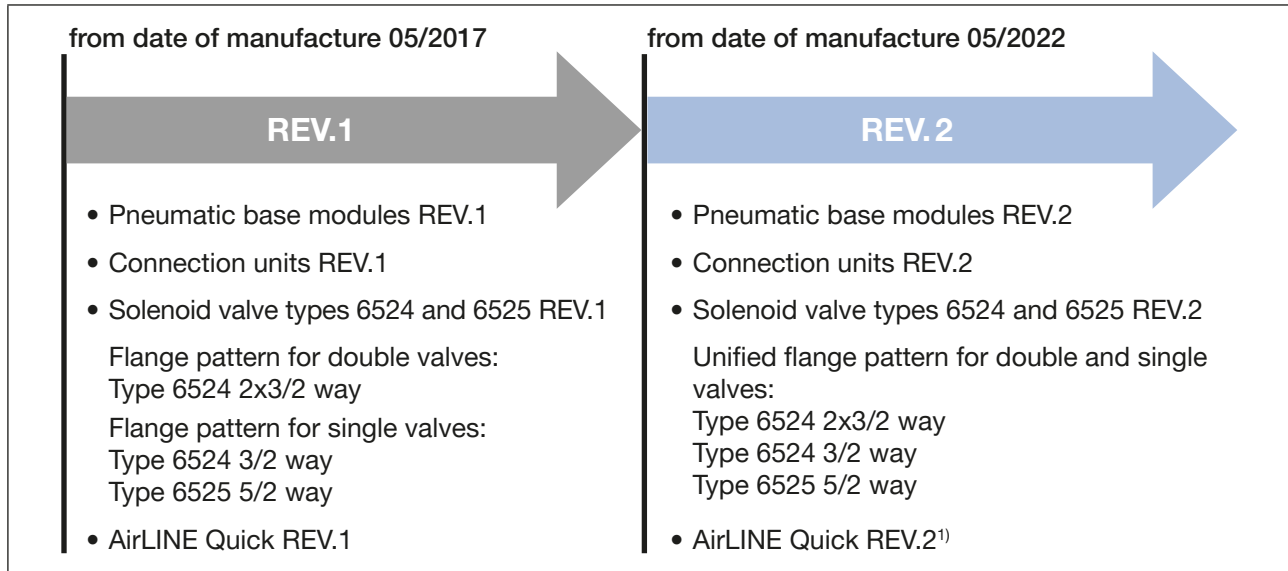 from date of manufacture 05/2017
REV.1
• Pneumatic base modules REV.1
• Connection units REV.1
• Solenoid valve types 6524 and 6525 REV.1
Flange pattern for double valves:
Type 6524 2x3/2 way
Flange pattern for single valves:
Type 6524 3/2 way
Type 6525 5/2 way
• AirLINE Quick REV.1
from date of manufacture 05/2022
REV. 2
• Pneumatic base modules REV.2
• Connection units REV.2
• Solenoid valve types 6524 and 6525 REV.2
Unified flange pattern for double and single
valves:
Type 6524 2x3/2 way
Type 6524 3/2 way
Type 6525 5/2 way
• AirLINE Quick REV.2¹⁾